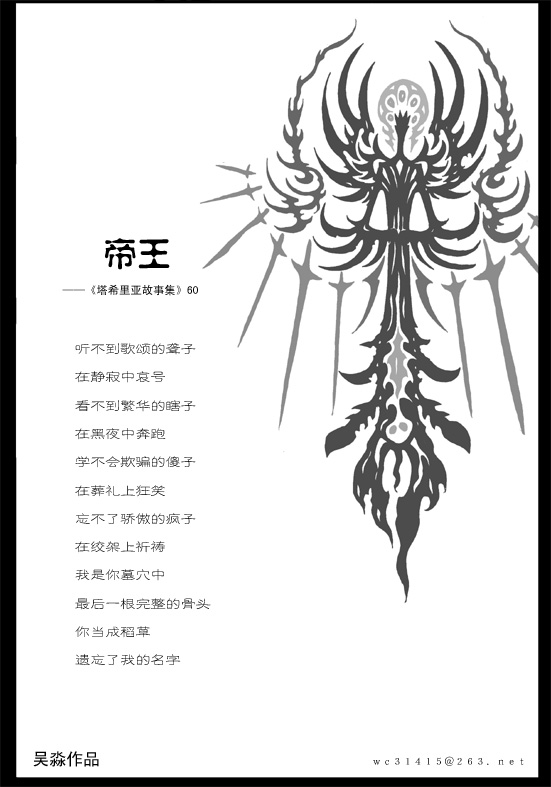 帝王
——《塔希里亚故事集》60
听不到歌颂的聋子
在静寂中哀号
看不到繁华的瞎子
在黑夜中奔跑
学不会欺骗的傻子
在葬礼上狂笑
忘不了骄傲的疯子
在绞架上祈祷
我是你墓穴中
最后一根完整的骨头
你当成稻草
遗忘了我的名字
吴淼作品
wc31415@263.net